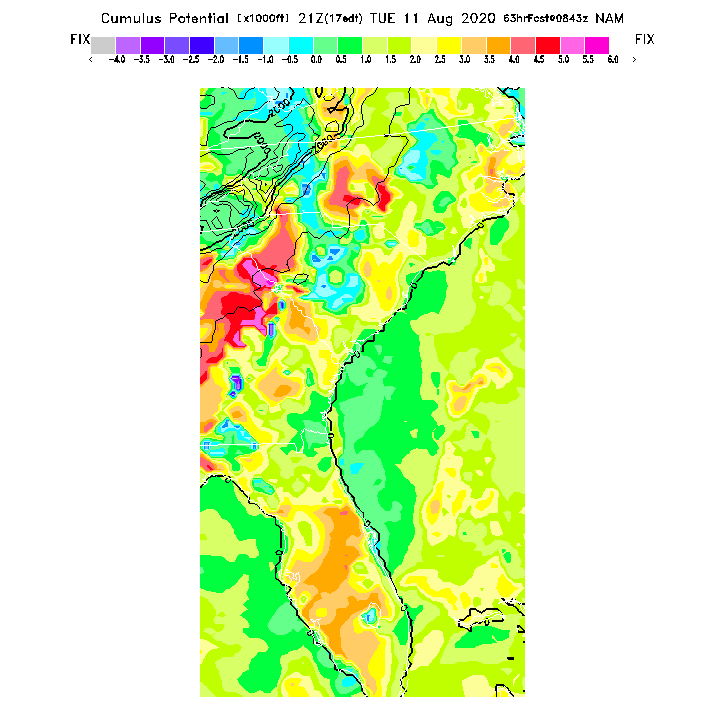 Cumulus Potential [x1000ft] 21Z(17edt) TUE 11 Aug 2020 63hrFcst@0843z NAM
FIX FIX
< -4.0 -3.5 -3.0 -2.5 -2.0 -1.5 -1.0 -0.5 0.0 0.5 1.0 1.5 2.0 2.5 3.0 3.5 4.0 4.5 5.0 5.5 6.0 >
2000
2000